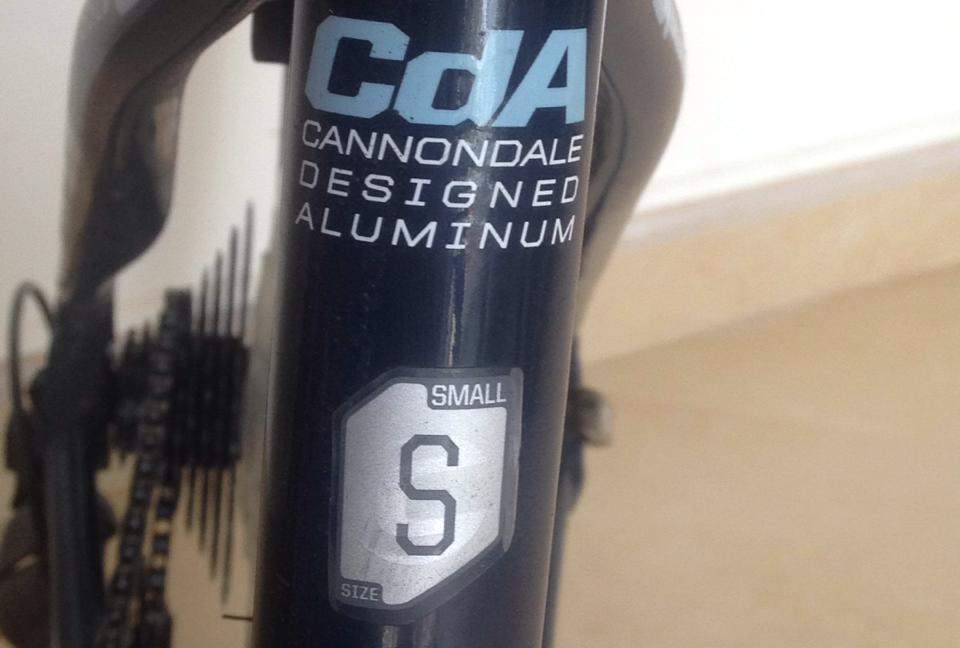 CdA
CANNONDALE
DESIGNED
ALUMINUM
SMALL
S
SIZE